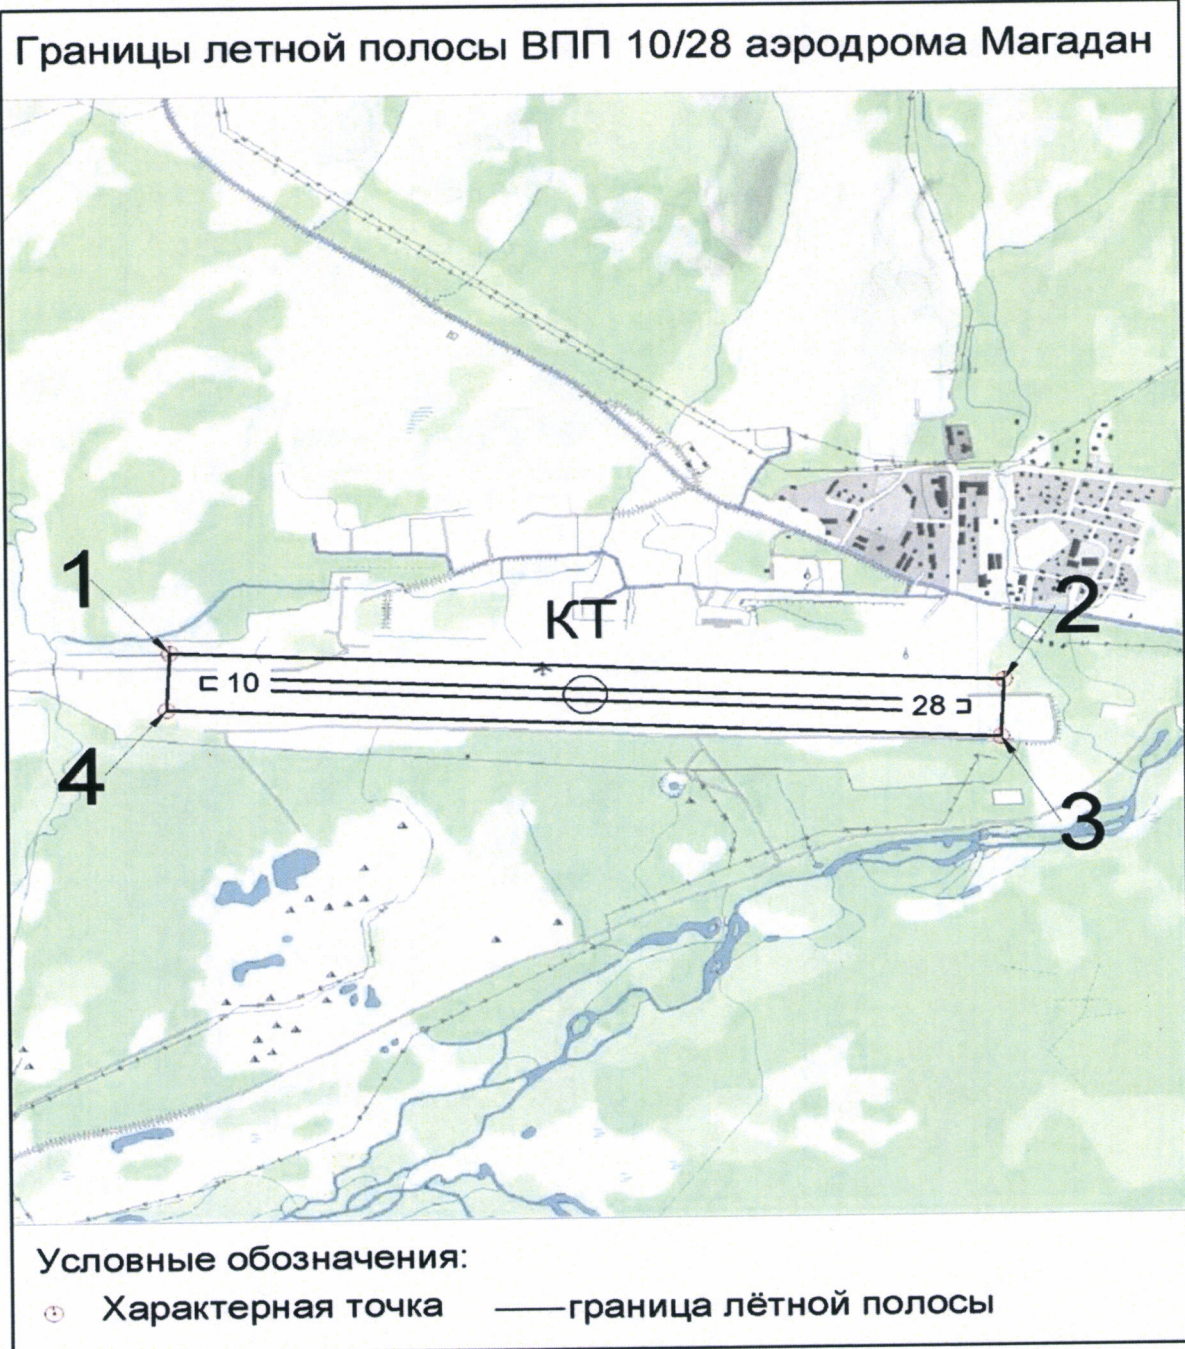 Границы летной полосы ВПП 10/28 аэродрома Магадан
1
2
КТ
10
28
4
3
Условные обозначения:
Характерная точка
граница лётной полосы